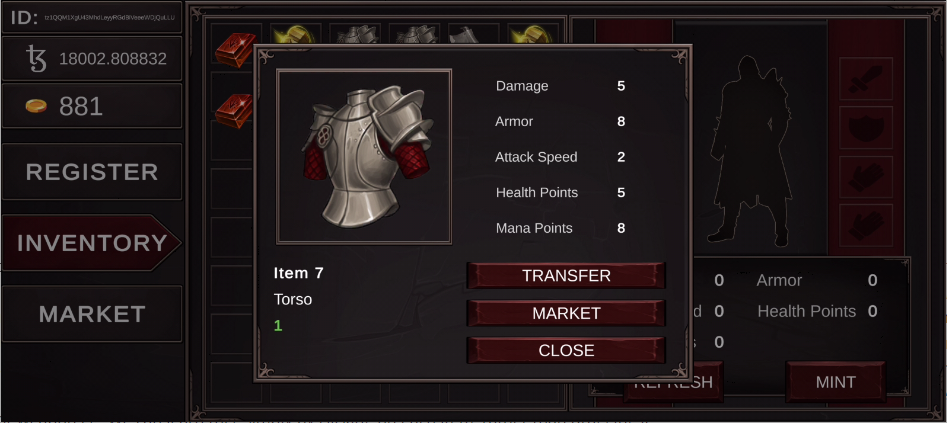 ID:
18002.808832
881
REGISTER
INVENTORY
MARKET
Damage 5
Armor 8
Attack Speed 2
Health Points 5
Mana Points 8
Item 7
Torso
1
TRANSFER
MARKET
CLOSE
0 Armor 0
d 0 Health Points 0
s 0
REFRESH MINT